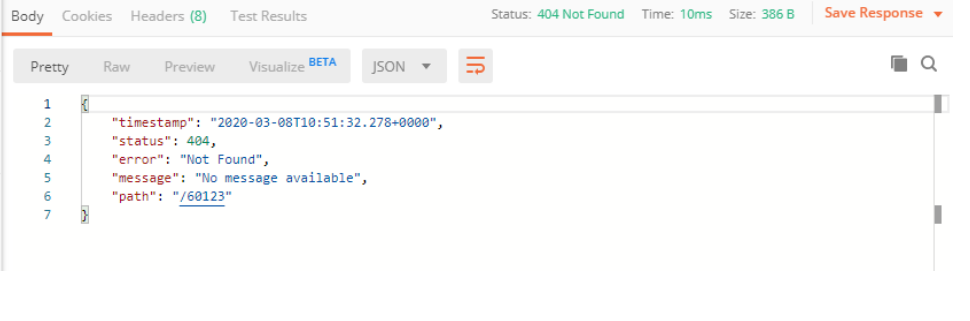 Body Cookies Headers (8) Test Results Status: 404 Not Found Time: 10ms Size: 386 B Save Response
Pretty Raw Preview Visualize BETA JSON
1 {
2 "timestamp": "2020-03-08T10:51:32.278+0000",
3 "status": 404,
4 "error": "Not Found",
5 "message": "No message available",
6 "path": "/60123"
7 }